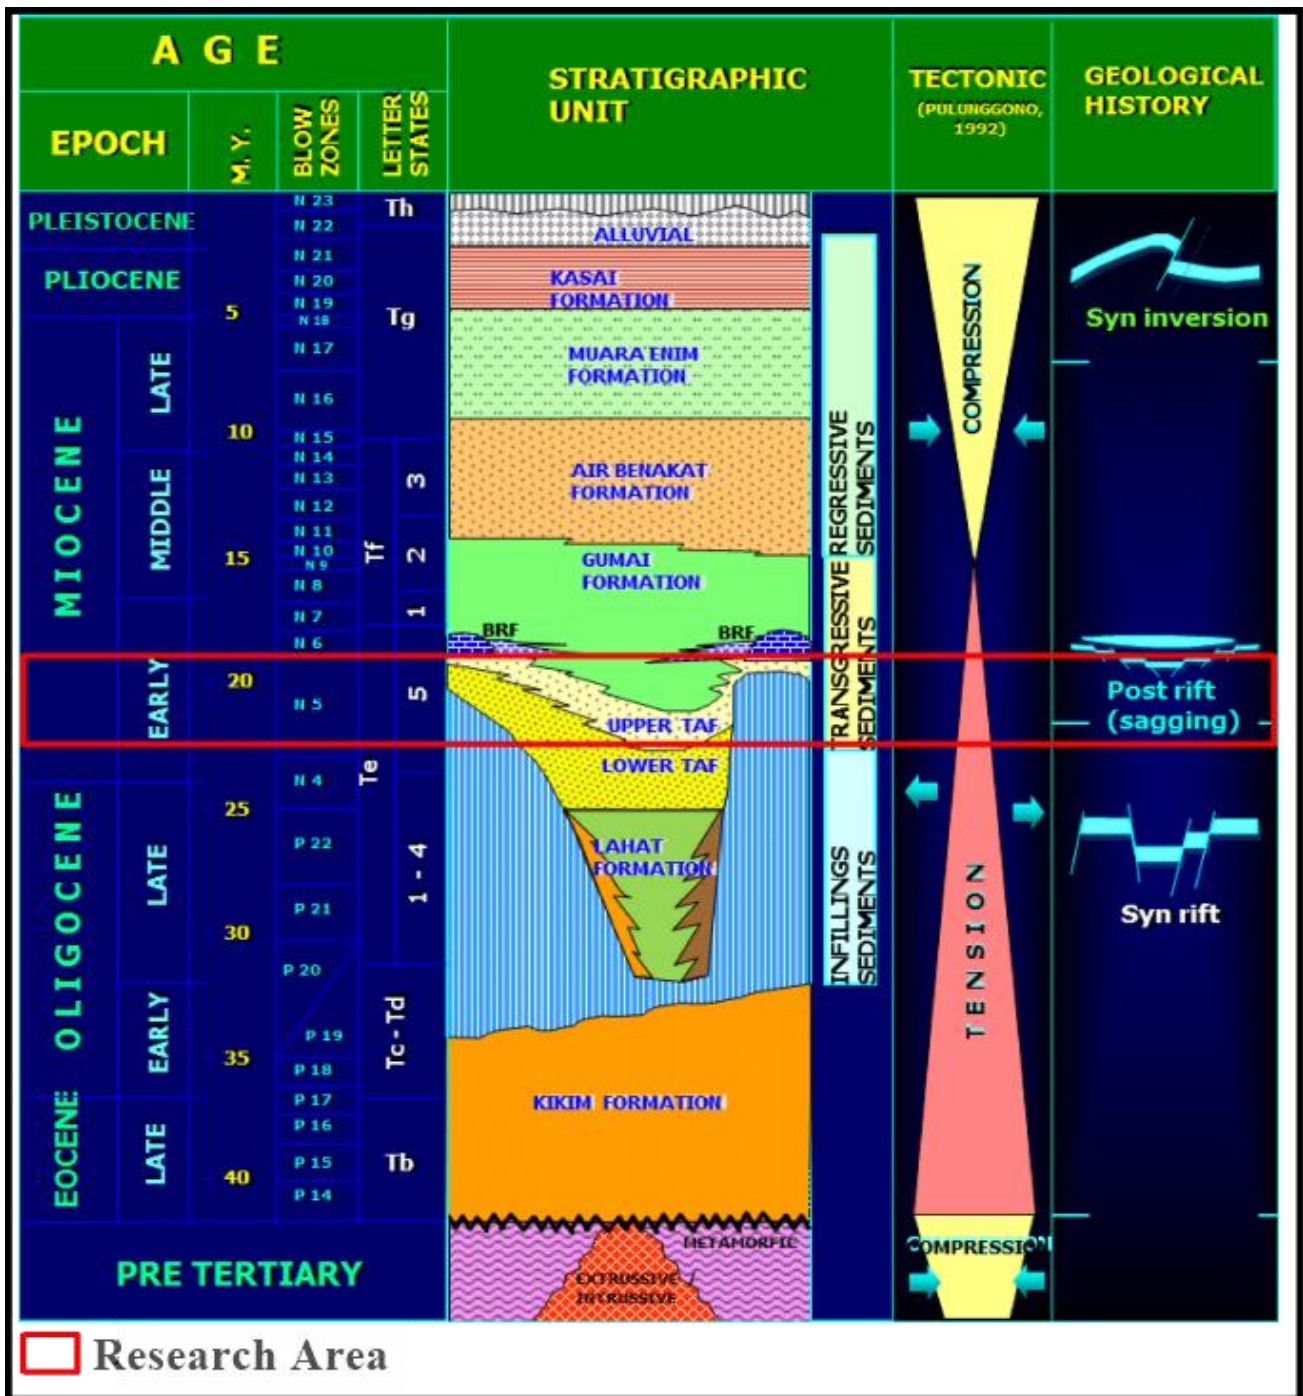 A G E
EPOCH
M. Y.
BLOW
ZONES
LETTER
STATES
STRATIGRAPHIC
UNIT
TECTONIC
(PULUNGGONO,
1992)
GEOLOGICAL
HISTORY
PLEISTOCENE
PLIOCENE
MIOCENE
LATE
MIDDLE
EARLY
OLIGOCENE
LATE
EARLY
EOCENE
LATE
PRE TERTIARY
5
10
15
20
25
30
35
40
N 23
N 22
N 21
N 20
N 19
N 18
N 17
N 16
N 15
N 14
N 13
N 12
N 11
N 10
N 9
N 8
N 7
N 6
N 5
N 4
P 22
P 21
P 20
P 19
P 18
P 17
P 16
P 15
P 14
Th
Tg
Tf
3
2
1
Te
5
1 - 4
Tc - Td
Tb
ALLUVIAL
KASAI
FORMATION
MUARA ENIM
FORMATION
AIR BENAKAT
FORMATION
GUMAI
FORMATION
BRF
BRF
UPPER TAF
LOWER TAF
LAHAT
FORMATION
KIKIM FORMATION
METAMORFIC
EXTRUSSIVE /
INTRUSSIVE
REGRESSIVE
SEDIMENTS
TRANSGRESSIVE
SEDIMENTS
INFILLINGS
SEDIMENTS
COMPRESSION
TENSION
COMPRESSION
Syn inversion
Post rift
(sagging)
Syn rift
Research Area